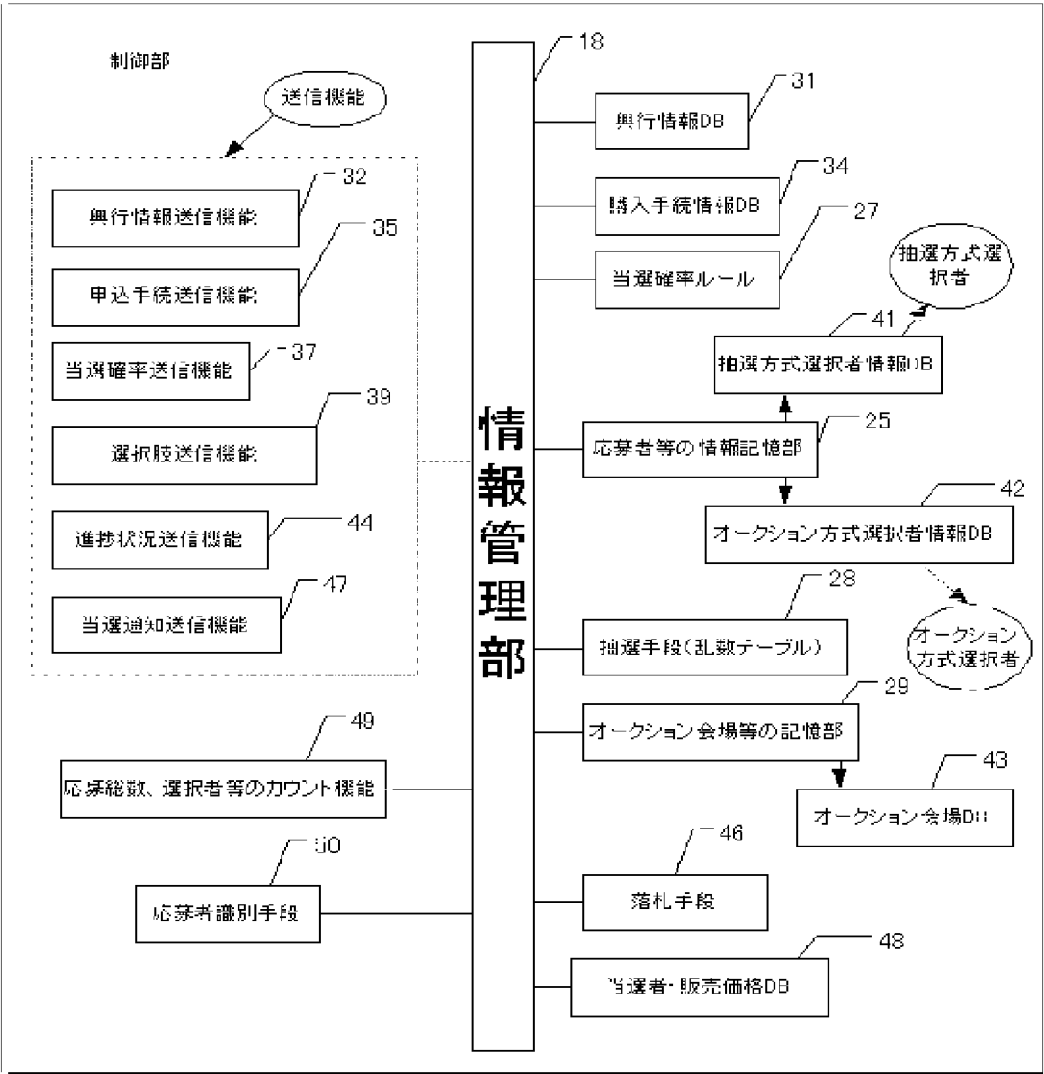 制御部
送信機能
興行情報送信機能
32
申込手続送信機能
35
当選確率送信機能
37
選択肢送信機能
39
進捗状況送信機能
44
当選通知送信機能
47
応募総数、選択者等のカウント機能
49
応募者識別手段
50
情報管理部
18
興行情報DB
31
購入手続情報DB
34
当選確率ルール
27
抽選方式選
択者
抽選方式選択者情報DB
41
応募者等の情報記憶部
25
オークション方式選択者情報DB
42
オークション
方式選択者
抽選手段(乱数テーブル)
28
オークション会場等の記憶部
29
オークション会場DB
43
落札手段
46
当選者・販売価格DB
48